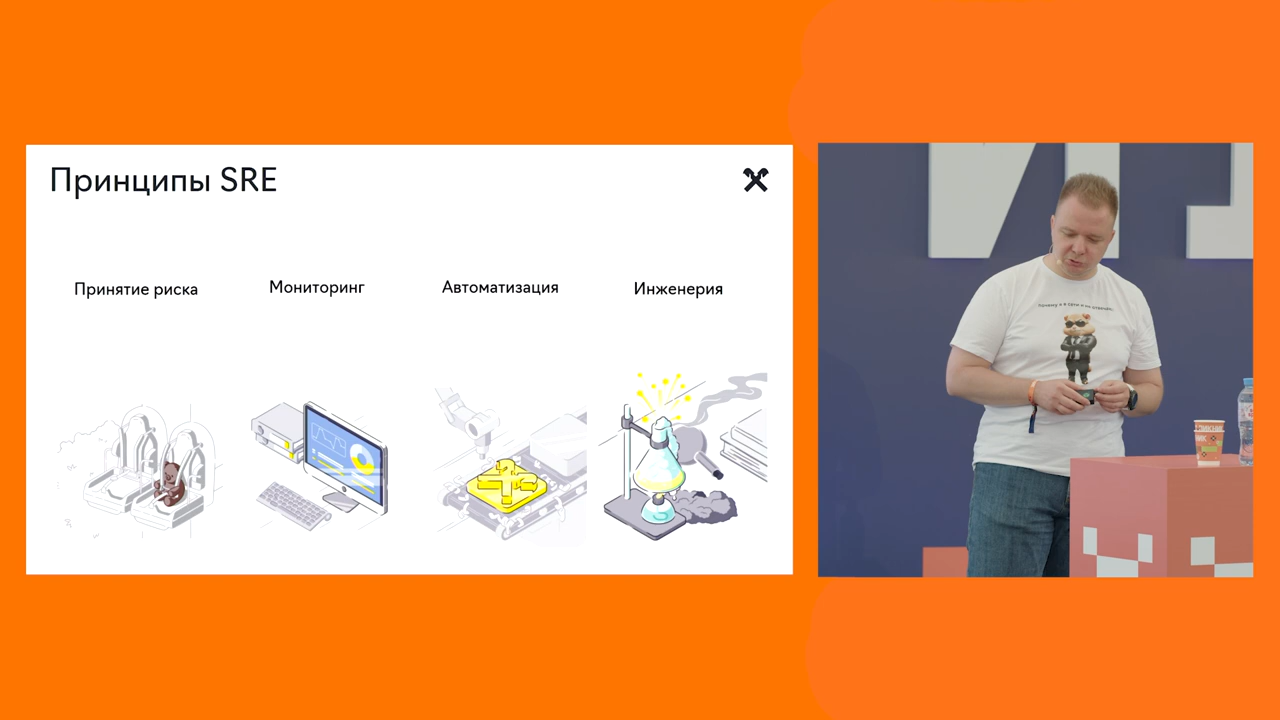 Принципы SRE
Принятие риска
Мониторинг
Автоматизация
Инженерия